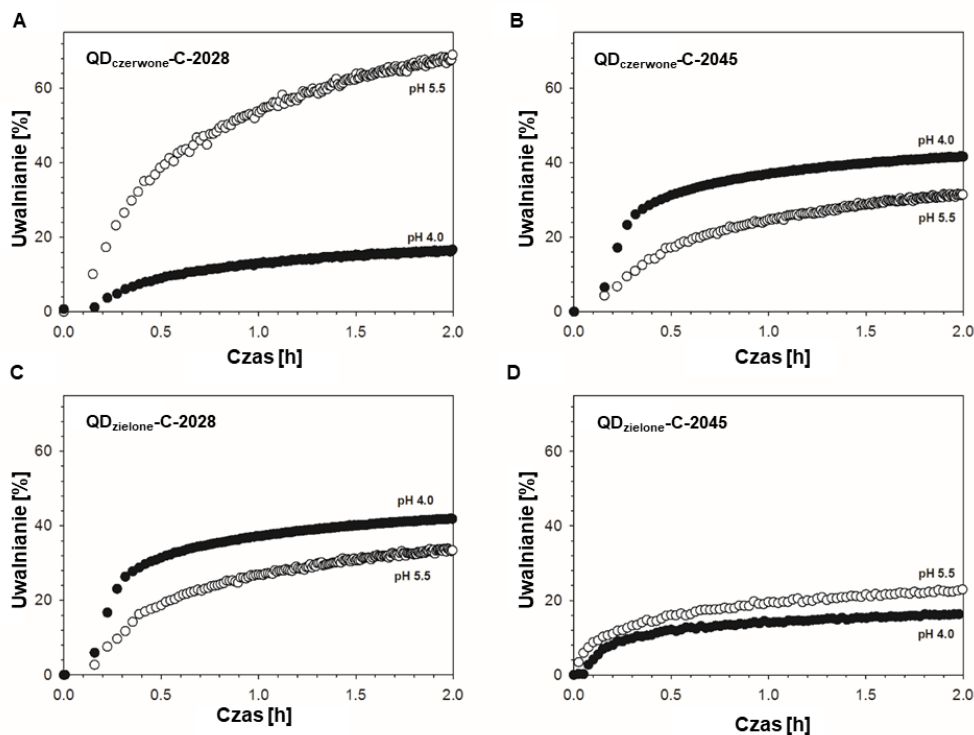 A
QDczerwone-C-2028
pH 5.5
pH 4.0
Uwalnianie [%]
60
40
20
0
0.0 0.5 1.0 1.5 2.0
Czas [h]
B
QDczerwone-C-2045
pH 4.0
pH 5.5
Uwalnianie [%]
60
40
20
0
0.0 0.5 1.0 1.5 2.0
Czas [h]
C
QDzielone-C-2028
pH 4.0
pH 5.5
Uwalnianie [%]
60
40
20
0
0.0 0.5 1.0 1.5 2.0
Czas [h]
D
QDzielone-C-2045
pH 5.5
pH 4.0
Uwalnianie [%]
60
40
20
0
0.0 0.5 1.0 1.5 2.0
Czas [h]